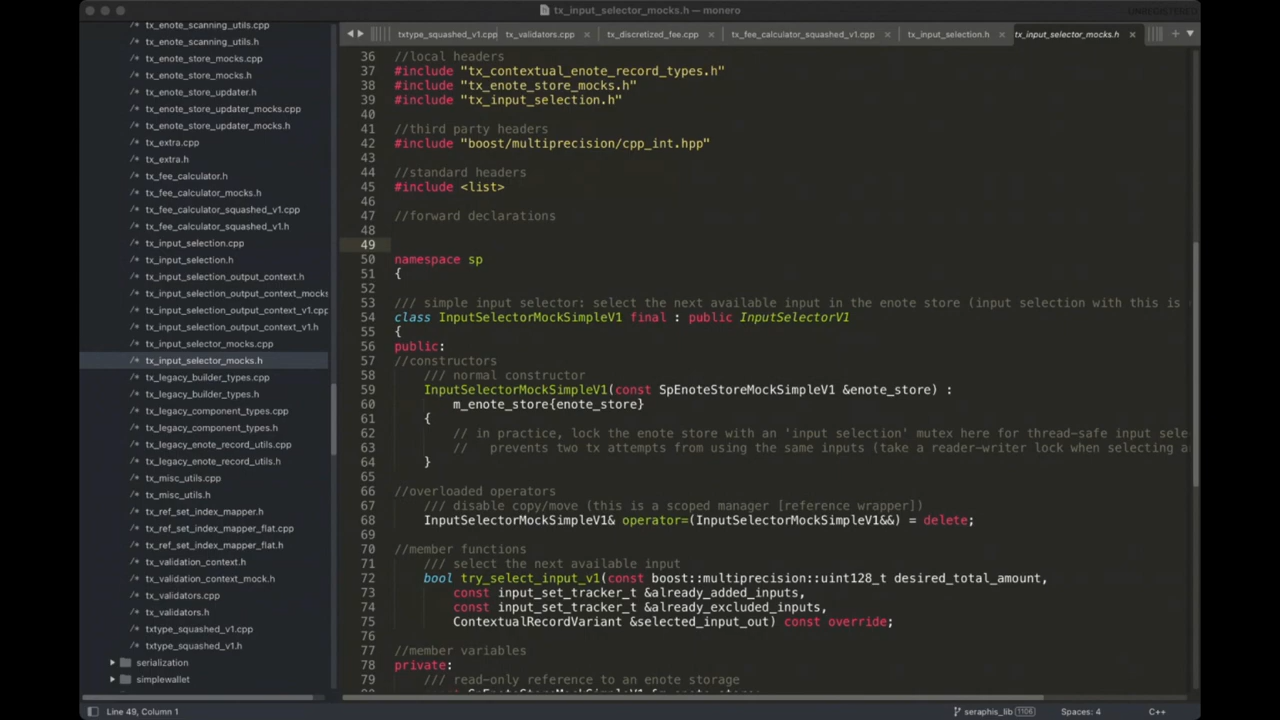 tx_input_selector_mocks.h — monero
UNREGISTERED
tx_enote_scanning_utils.cpp
tx_enote_scanning_utils.h
tx_enote_store_mocks.cpp
tx_enote_store_mocks.h
tx_enote_store_updater.h
tx_enote_store_updater_mocks.cpp
tx_enote_store_updater_mocks.h
tx_extra.cpp
tx_extra.h
tx_fee_calculator.h
tx_fee_calculator_mocks.h
tx_fee_calculator_squashed_v1.cpp
tx_fee_calculator_squashed_v1.h
tx_input_selection.cpp
tx_input_selection.h
tx_input_selection_output_context.h
tx_input_selection_output_context_mocks
tx_input_selection_output_context_v1.cpp
tx_input_selection_output_context_v1.h
tx_input_selector_mocks.cpp
tx_input_selector_mocks.h
tx_legacy_builder_types.cpp
tx_legacy_builder_types.h
tx_legacy_component_types.cpp
tx_legacy_component_types.h
tx_legacy_enote_record_utils.cpp
tx_legacy_enote_record_utils.h
tx_misc_utils.cpp
tx_misc_utils.h
tx_ref_set_index_mapper.h
tx_ref_set_index_mapper_flat.cpp
tx_ref_set_index_mapper_flat.h
tx_validation_context.h
tx_validation_context_mock.h
tx_validators.cpp
tx_validators.h
txtype_squashed_v1.cpp
txtype_squashed_v1.h
serialization
simplewallet
txtype_squashed_v1.cpp tx_validators.cpp × tx_discretized_fee.cpp × tx_fee_calculator_squashed_v1.cpp × tx_input_selection.h × tx_input_selector_mocks.h ×
36 //local headers
37 #include "tx_contextual_enote_record_types.h"
38 #include "tx_enote_store_mocks.h"
39 #include "tx_input_selection.h"
40
41 //third party headers
42 #include "boost/multiprecision/cpp_int.hpp"
43
44 //standard headers
45 #include <list>
46
47 //forward declarations
48
49
50 namespace sp
51 {
52
53 /// simple input selector: select the next available input in the enote store (input selection with this is
54 class InputSelectorMockSimpleV1 final : public InputSelectorV1
55 {
56 public:
57 //constructors
58 /// normal constructor
59 InputSelectorMockSimpleV1(const SpEnoteStoreMockSimpleV1 &enote_store) :
60 m_enote_store{enote_store}
61 {
62 // in practice, lock the enote store with an 'input selection' mutex here for thread-safe input sele
63 // prevents two tx attempts from using the same inputs (take a reader-writer lock when selecting a
64 }
65
66 //overloaded operators
67 /// disable copy/move (this is a scoped manager [reference wrapper])
68 InputSelectorMockSimpleV1& operator=(InputSelectorMockSimpleV1&&) = delete;
69
70 //member functions
71 /// select the next available input
72 bool try_select_input_v1(const boost::multiprecision::uint128_t desired_total_amount,
73 const input_set_tracker_t &already_added_inputs,
74 const input_set_tracker_t &already_excluded_inputs,
75 ContextualRecordVariant &selected_input_out) const override;
76
77 //member variables
78 private:
79 /// read-only reference to an enote storage
Line 49, Column 1
seraphis_lib 1106
Spaces: 4
C++